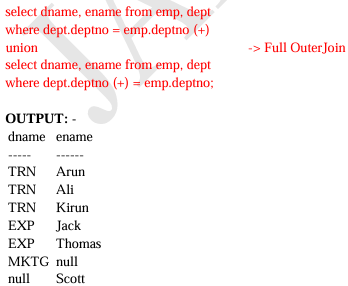 select dname, ename from emp, dept
where dept.deptno = emp.deptno (+)
union -> Full OuterJoin
select dname, ename from emp, dept
where dept.deptno (+) = emp.deptno;
OUTPUT: -
dname ename
----- ------
TRN Arun
TRN Ali
TRN Kirun
EXP Jack
EXP Thomas
MKTG null
null Scott